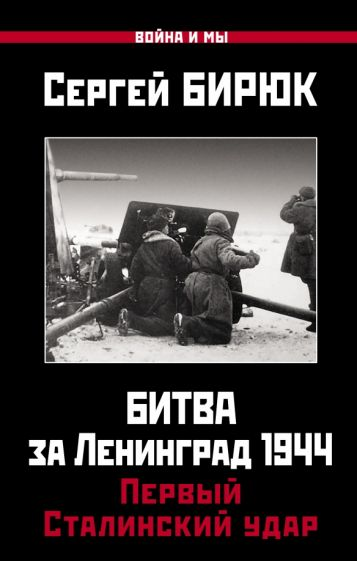 ВОЙНА И МЫ
Сергей БИРЮК
БИТВА
за Ленинград 1944
Первый
Сталинский удар